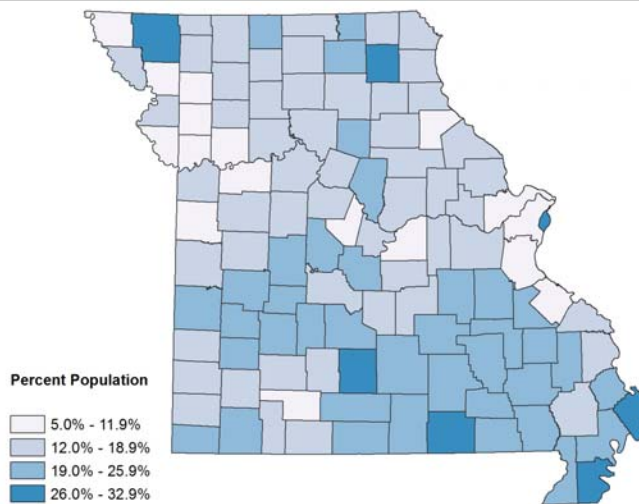 Percent Population
5.0% - 11.9%
12.0% - 18.9%
19.0% - 25.9%
26.0% - 32.9%